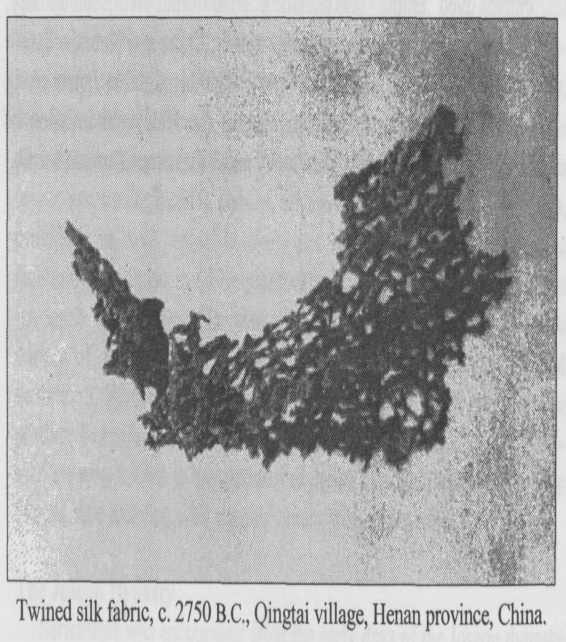 Twined silk fabric, c. 2750 B.C., Qingtai village, Henan province, China.